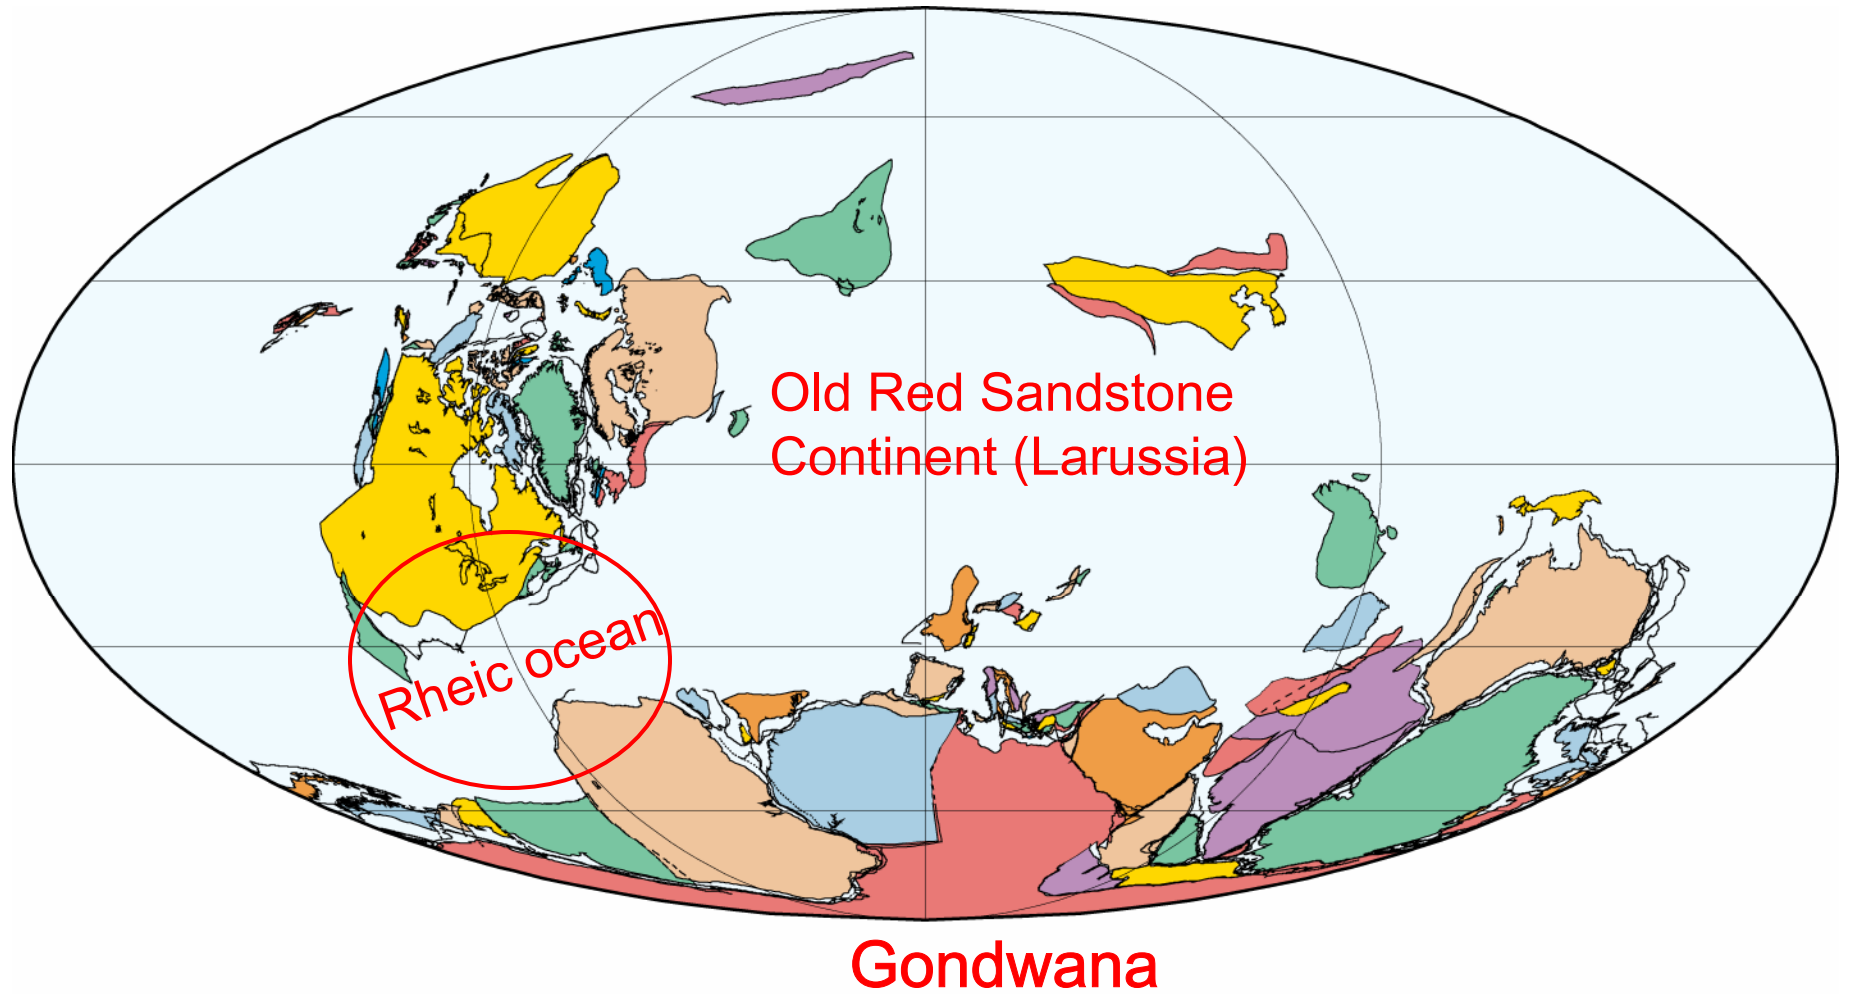 Old Red Sandstone
Continent (Larussia)
Rheic ocean
Gondwana